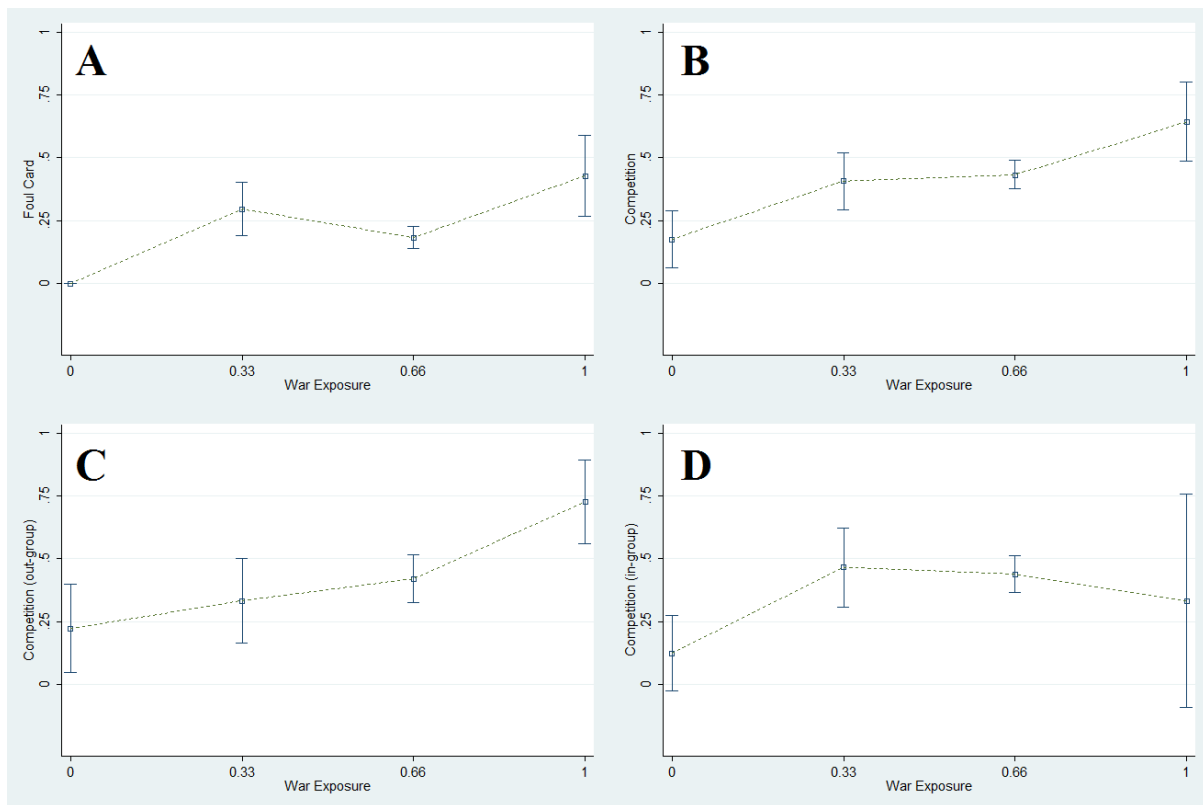 A
1
.75
.5
.25
0
Foul Card
0 0.33 0.66 1
War Exposure
B
1
.75
.5
.25
0
Competition
0 0.33 0.66 1
War Exposure
C
1
.75
.5
.25
0
Competition (out-group)
0 0.33 0.66 1
War Exposure
D
1
.75
.5
.25
0
Competition (in-group)
0 0.33 0.66 1
War Exposure